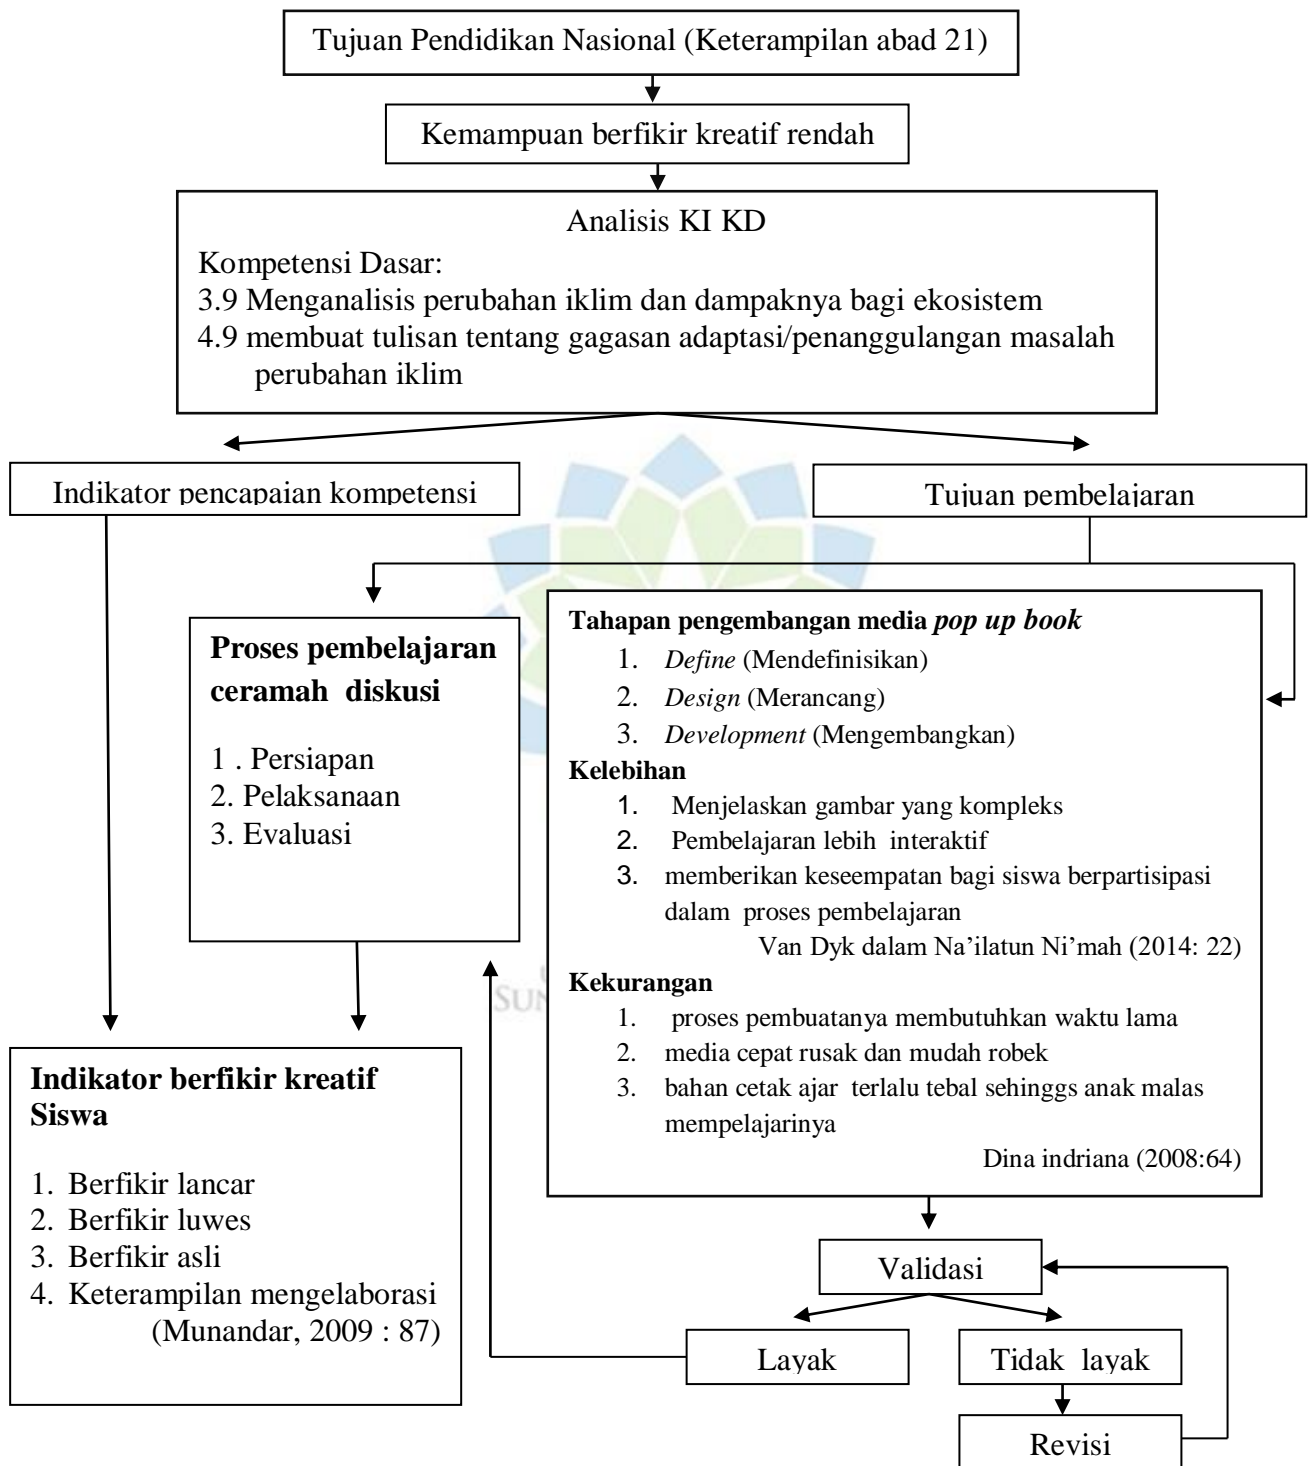 Tujuan Pendidikan Nasional (Keterampilan abad 21)
Kemampuan berfikir kreatif rendah
Analisis KI KD
Kompetensi Dasar:
3.9 Menganalisis perubahan iklim dan dampaknya bagi ekosistem
4.9 membuat tulisan tentang gagasan adaptasi/penanggulangan masalah
perubahan iklim
Indikator pencapaian kompetensi
Tujuan pembelajaran
Proses pembelajaran
ceramah diskusi
1 . Persiapan
2. Pelaksanaan
3. Evaluasi
Tahapan pengembangan media pop up book
1. Define (Mendefinisikan)
2. Design (Merancang)
3. Development (Mengembangkan)
Kelebihan
1. Menjelaskan gambar yang kompleks
2. Pembelajaran lebih interaktif
3. memberikan keseempatan bagi siswa berpartisipasi
dalam proses pembelajaran
Van Dyk dalam Na’ilatun Ni’mah (2014: 22)
Kekurangan
1. proses pembuatanya membutuhkan waktu lama
2. media cepat rusak dan mudah robek
3. bahan cetak ajar terlalu tebal sehinggs anak malas
mempelajarinya
Dina indriana (2008:64)
Indikator berfikir kreatif
Siswa
1. Berfikir lancar
2. Berfikir luwes
3. Berfikir asli
4. Keterampilan mengelaborasi
(Munandar, 2009 : 87)
Validasi
Layak
Tidak layak
Revisi